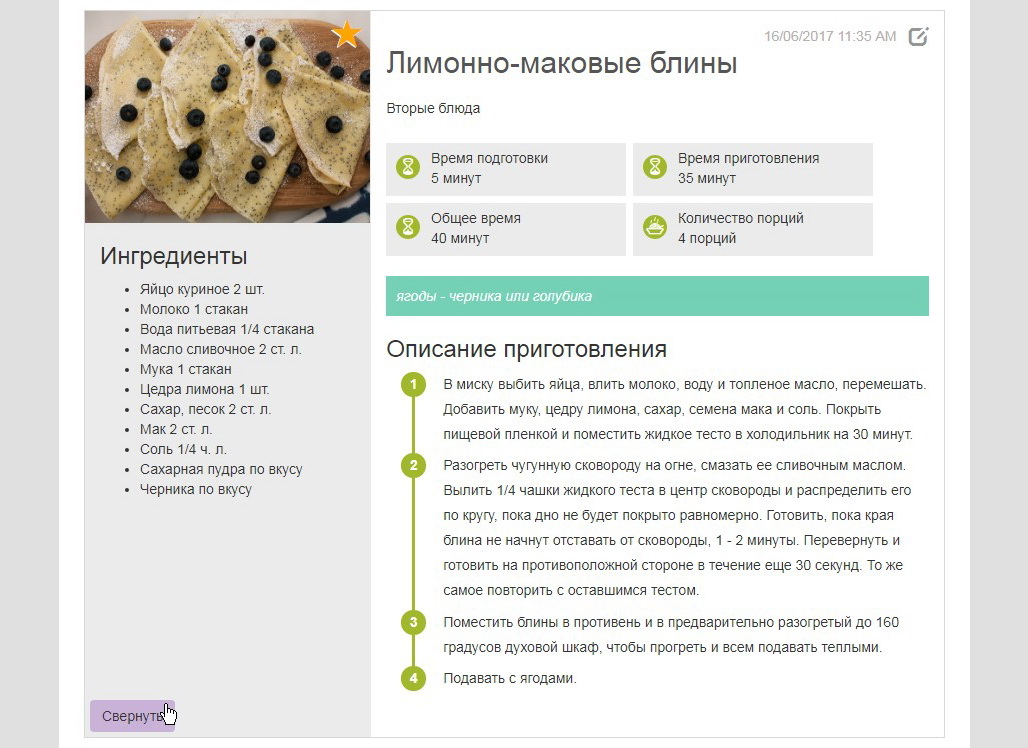 16/06/2017 11:35 AM
Лимонно-маковые блины
Вторые блюда
Время подготовки
5 минут
Время приготовления
35 минут
Общее время
40 минут
Количество порций
4 порций
ягоды - черника или голубика
Ингредиенты
Яйцо куриное 2 шт.
Молоко 1 стакан
Вода питьевая 1/4 стакана
Масло сливочное 2 ст. л.
Мука 1 стакан
Цедра лимона 1 шт.
Сахар, песок 2 ст. л.
Мак 2 ст. л.
Соль 1/4 ч. л.
Сахарная пудра по вкусу
Черника по вкусу
Свернуть
Описание приготовления
1 В миску выбить яйца, влить молоко, воду и топленое масло, перемешать.
Добавить муку, цедру лимона, сахар, семена мака и соль. Покрыть
пищевой пленкой и поместить жидкое тесто в холодильник на 30 минут.
2 Разогреть чугунную сковороду на огне, смазать ее сливочным маслом.
Вылить 1/4 чашки жидкого теста в центр сковороды и распределить его
по кругу, пока дно не будет покрыто равномерно. Готовить, пока края
блина не начнут отставать от сковороды, 1 - 2 минуты. Перевернуть и
готовить на противоположной стороне в течение еще 30 секунд. То же
самое повторить с оставшимся тестом.
3 Поместить блины в противень и в предварительно разогретый до 160
градусов духовой шкаф, чтобы прогреть и всем подавать теплыми.
4 Подавать с ягодами.